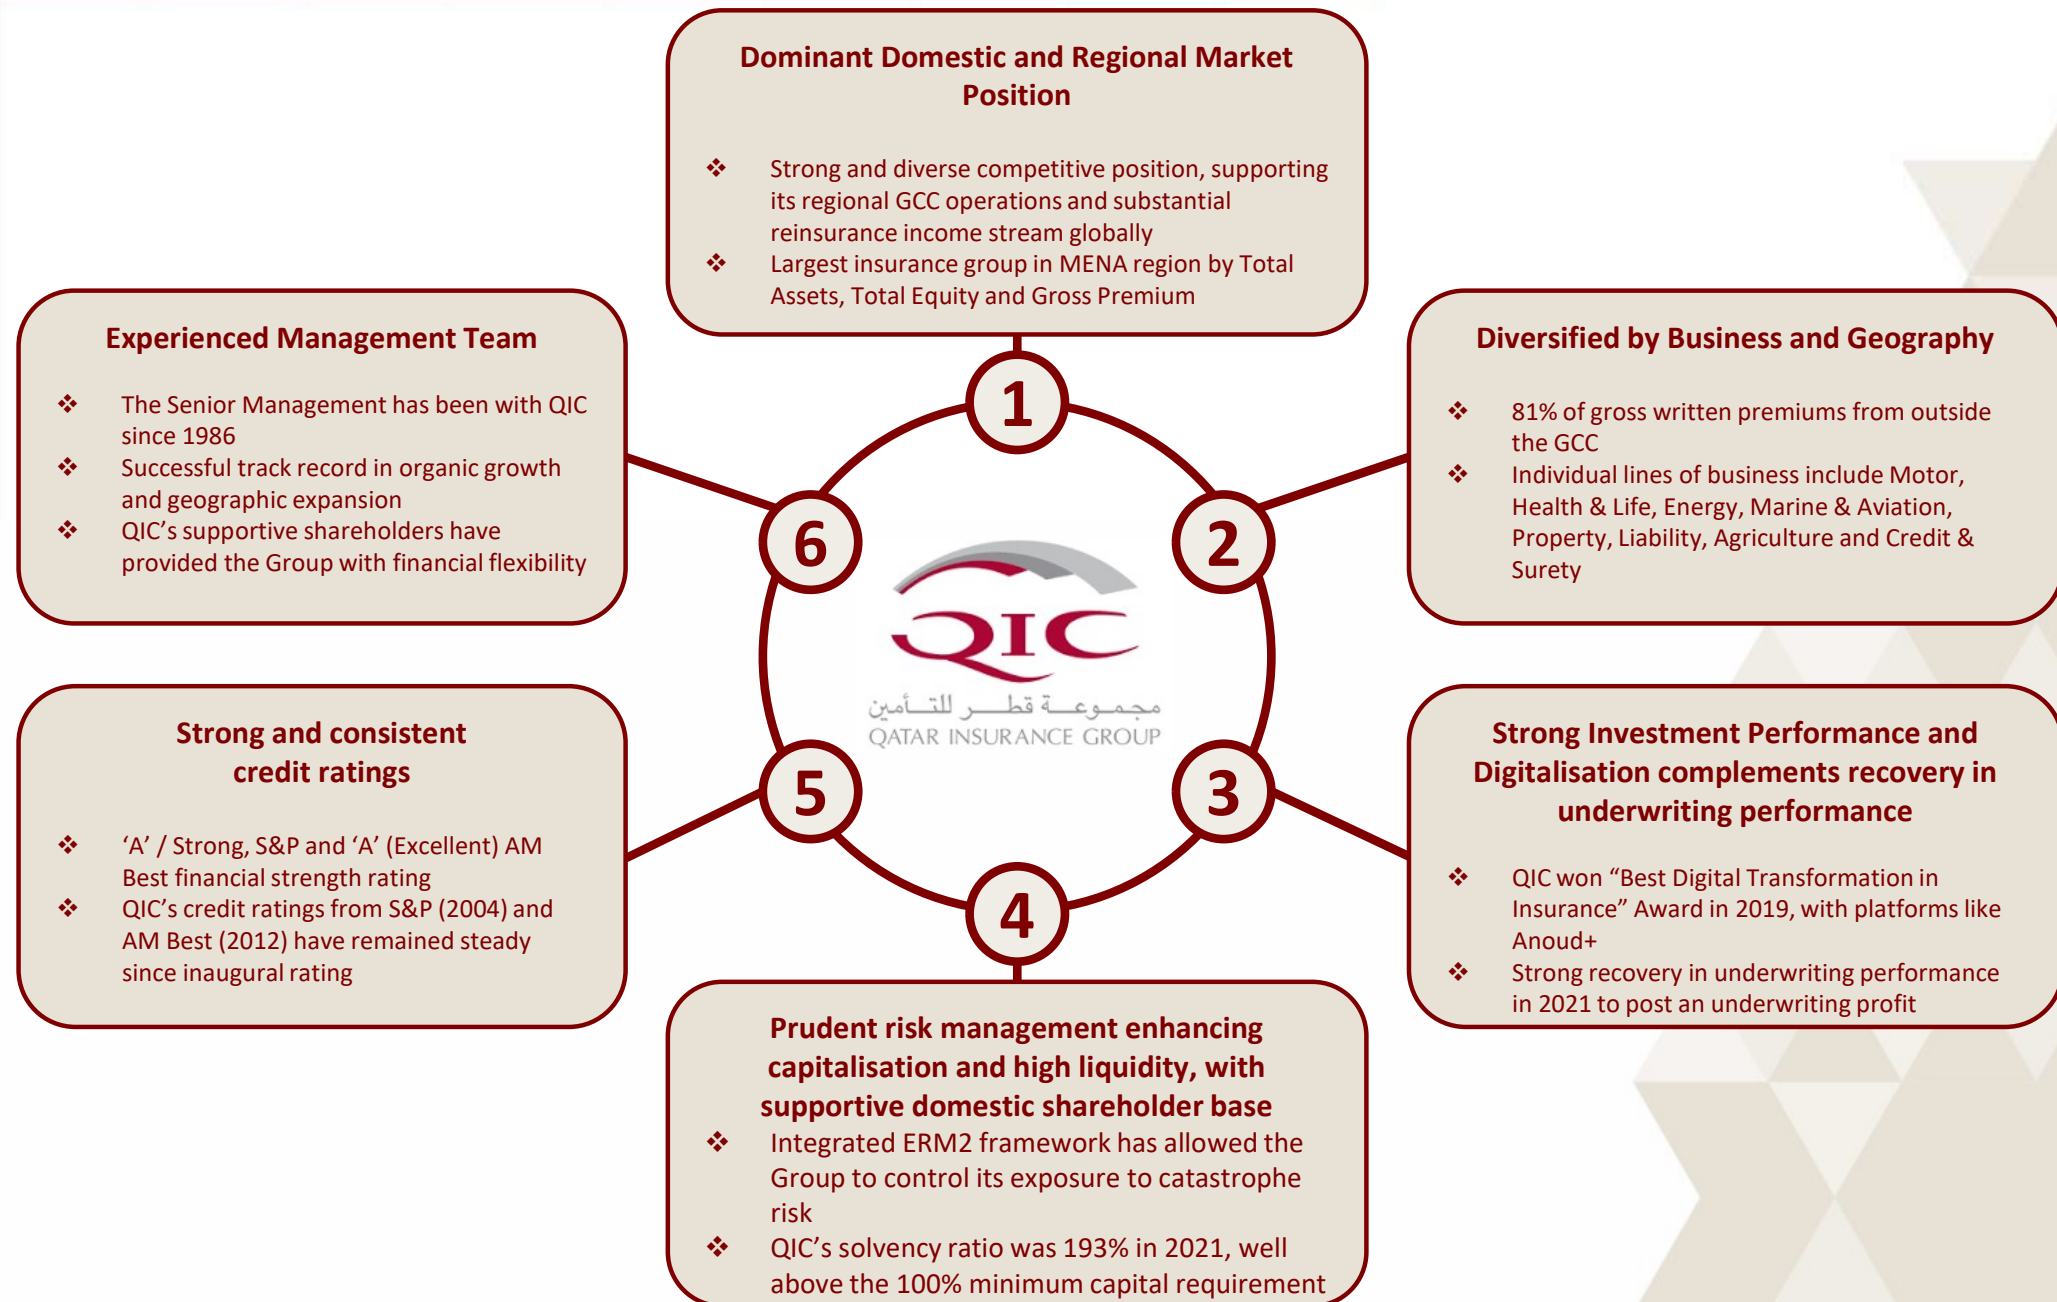 Dominant Domestic and Regional Market
Position
❖ Strong and diverse competitive position, supporting
its regional GCC operations and substantial
reinsurance income stream globally
❖ Largest insurance group in MENA region by Total
Assets, Total Equity and Gross Premium
1
Diversified by Business and Geography
❖ 81% of gross written premiums from outside
the GCC
❖ Individual lines of business include Motor,
Health & Life, Energy, Marine & Aviation,
Property, Liability, Agriculture and Credit &
Surety
2
Strong Investment Performance and
Digitalisation complements recovery in
underwriting performance
❖ QIC won “Best Digital Transformation in
Insurance” Award in 2019, with platforms like
Anoud+
❖ Strong recovery in underwriting performance
in 2021 to post an underwriting profit
3
4
Prudent risk management enhancing
capitalisation and high liquidity, with
supportive domestic shareholder base
❖ Integrated ERM2 framework has allowed the
Group to control its exposure to catastrophe
risk
❖ QIC’s solvency ratio was 193% in 2021, well
above the 100% minimum capital requirement
Strong and consistent
credit ratings
❖ ‘A’ / Strong, S&P and ‘A’ (Excellent) AM
Best financial strength rating
❖ QIC’s credit ratings from S&P (2004) and
AM Best (2012) have remained steady
since inaugural rating
5
Experienced Management Team
❖ The Senior Management has been with QIC
since 1986
❖ Successful track record in organic growth
and geographic expansion
❖ QIC’s supportive shareholders have
provided the Group with financial flexibility
6
QIC
مجموعة قطر للتأمين
QATAR INSURANCE GROUP